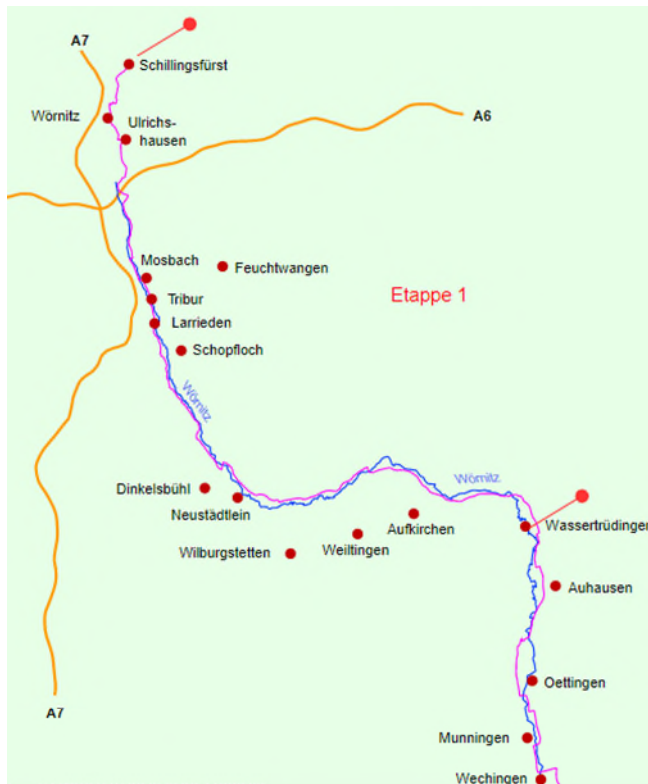 A7
Schillingsfürst
Wörnitz
Ulrichs-
hausen
A6
Mosbach
Feuchtwangen
Tribur
Etappe 1
Larrieden
Schopfloch
Wörnitz
Dinkelsbühl
Neustädtlein
Wörnitz
Aufkirchen
Wassertrüdingen
Weiltingen
Wilburgstetten
Auhausen
Oettingen
A7
Munningen
Wechingen